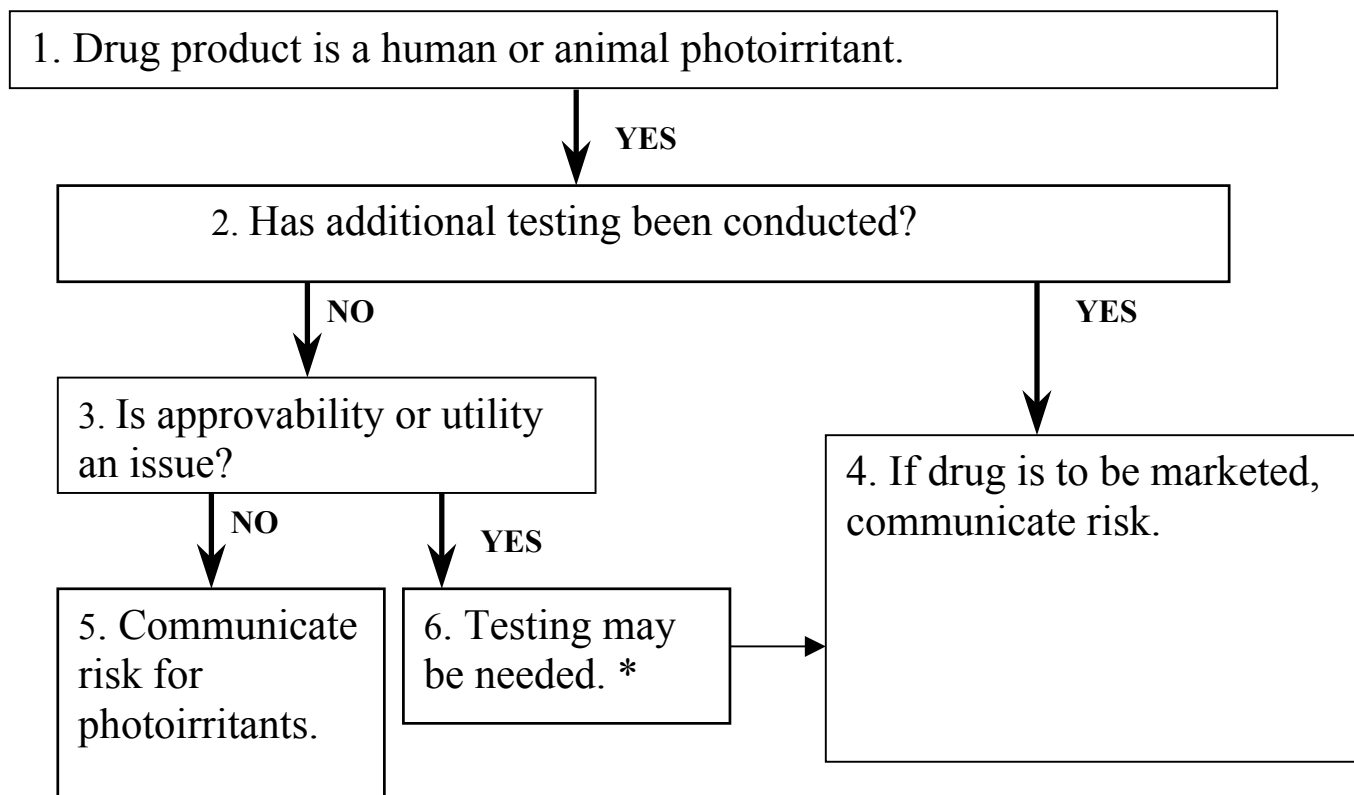 1. Drug product is a human or animal photoirritant.
YES
2. Has additional testing been conducted?
NO
YES
3. Is approvability or utility
an issue?
4. If drug is to be marketed,
communicate risk.
NO
YES
5. Communicate
risk for
photoirritants.
6. Testing may
be needed. *